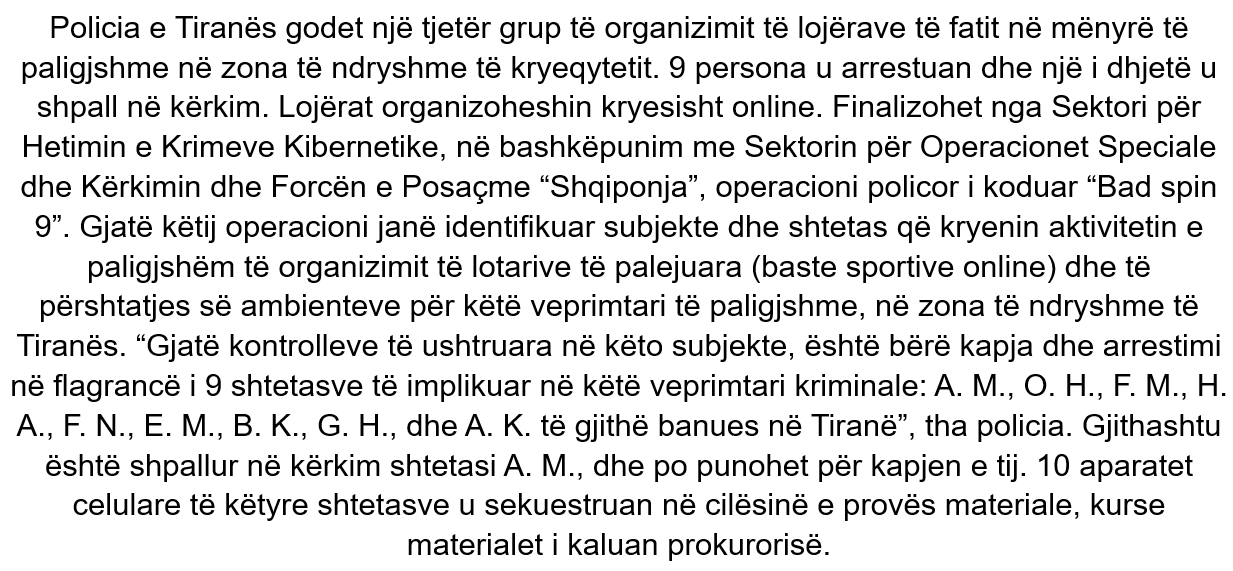 Policia e Tiranës godet një tjetër grup të organizimit të lojërave të fatit në mënyrë të
paligjshme në zona të ndryshme të kryeqytetit. 9 persona u arrestuan dhe një i dhjetë u
shpall në kërkim. Lojërat organizoheshin kryesisht online. Finalizohet nga Sektori për
Hetimin e Krimeve Kibernetike, në bashkëpunim me Sektorin për Operacionet Speciale
dhe Kërkimin dhe Forcën e Posaçme “Shqiponja”, operacioni policor i koduar “Bad spin
9”. Gjatë këtij operacioni janë identifikuar subjekte dhe shtetas që kryenin aktivitetin e
paligjshëm të organizimit të lotarive të palejuara (baste sportive online) dhe të
përshtatjes së ambienteve për këtë veprimtari të paligjshme, në zona të ndryshme të
Tiranës. “Gjatë kontrolleve të ushtruara në këto subjekte, është bërë kapja dhe arrestimi
në flagrancë i 9 shtetasve të implikuar në këtë veprimtari kriminale: A. M., O. H., F. M., H.
A., F. N., E. M., B. K., G. H., dhe A. K. të gjithë banues në Tiranë”, tha policia. Gjithashtu
është shpallur në kërkim shtetasi A. M., dhe po punohet për kapjen e tij. 10 aparatet
celulare të këtyre shtetasve u sekuestruan në cilësinë e provës materiale, kurse
materialet i kaluan prokurorisë.